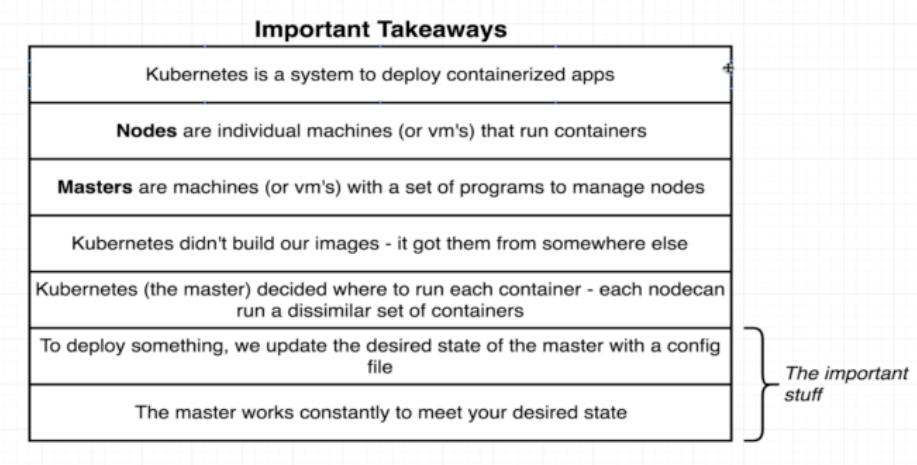 Important Takeaways
Kubernetes is a system to deploy containerized apps
Nodes are individual machines (or vm's) that run containers
Masters are machines (or vm's) with a set of programs to manage nodes
Kubernetes didn't build our images - it got them from somewhere else
Kubernetes (the master) decided where to run each container - each nodecan
run a dissimilar set of containers
To deploy something, we update the desired state of the master with a config
file
The master works constantly to meet your desired state
The important
stuff